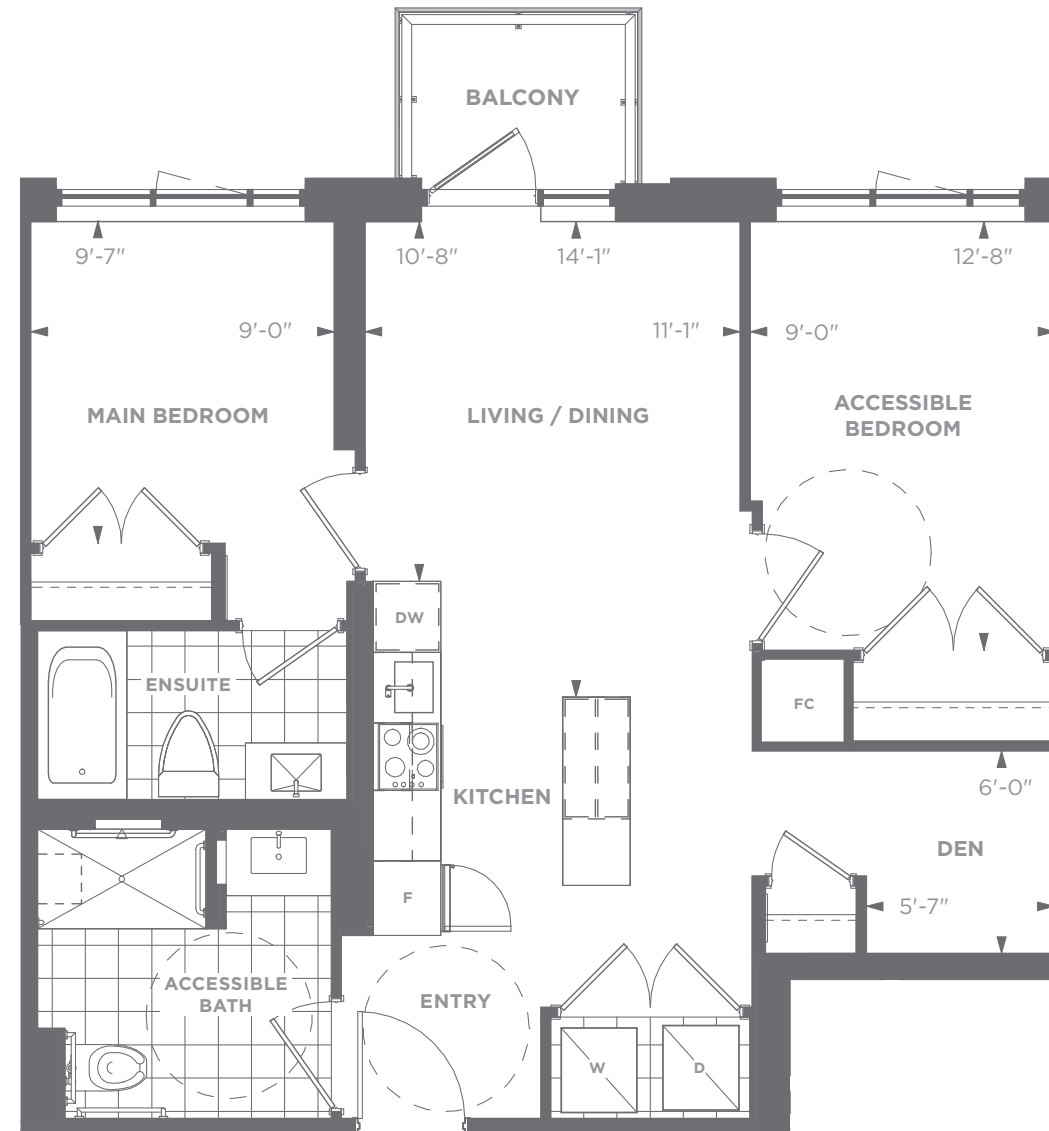 BALCONY
9'-7"
10'-8"
14'-1"
12'-8"
9'-0"
11'-1"
9'-0"
MAIN BEDROOM
LIVING / DINING
ACCESSIBLE
BEDROOM
DW
ENSUITE
FC
KITCHEN
6'-0"
DEN
F
5'-7"
ACCESSIBLE
BATH
ENTRY
W
D